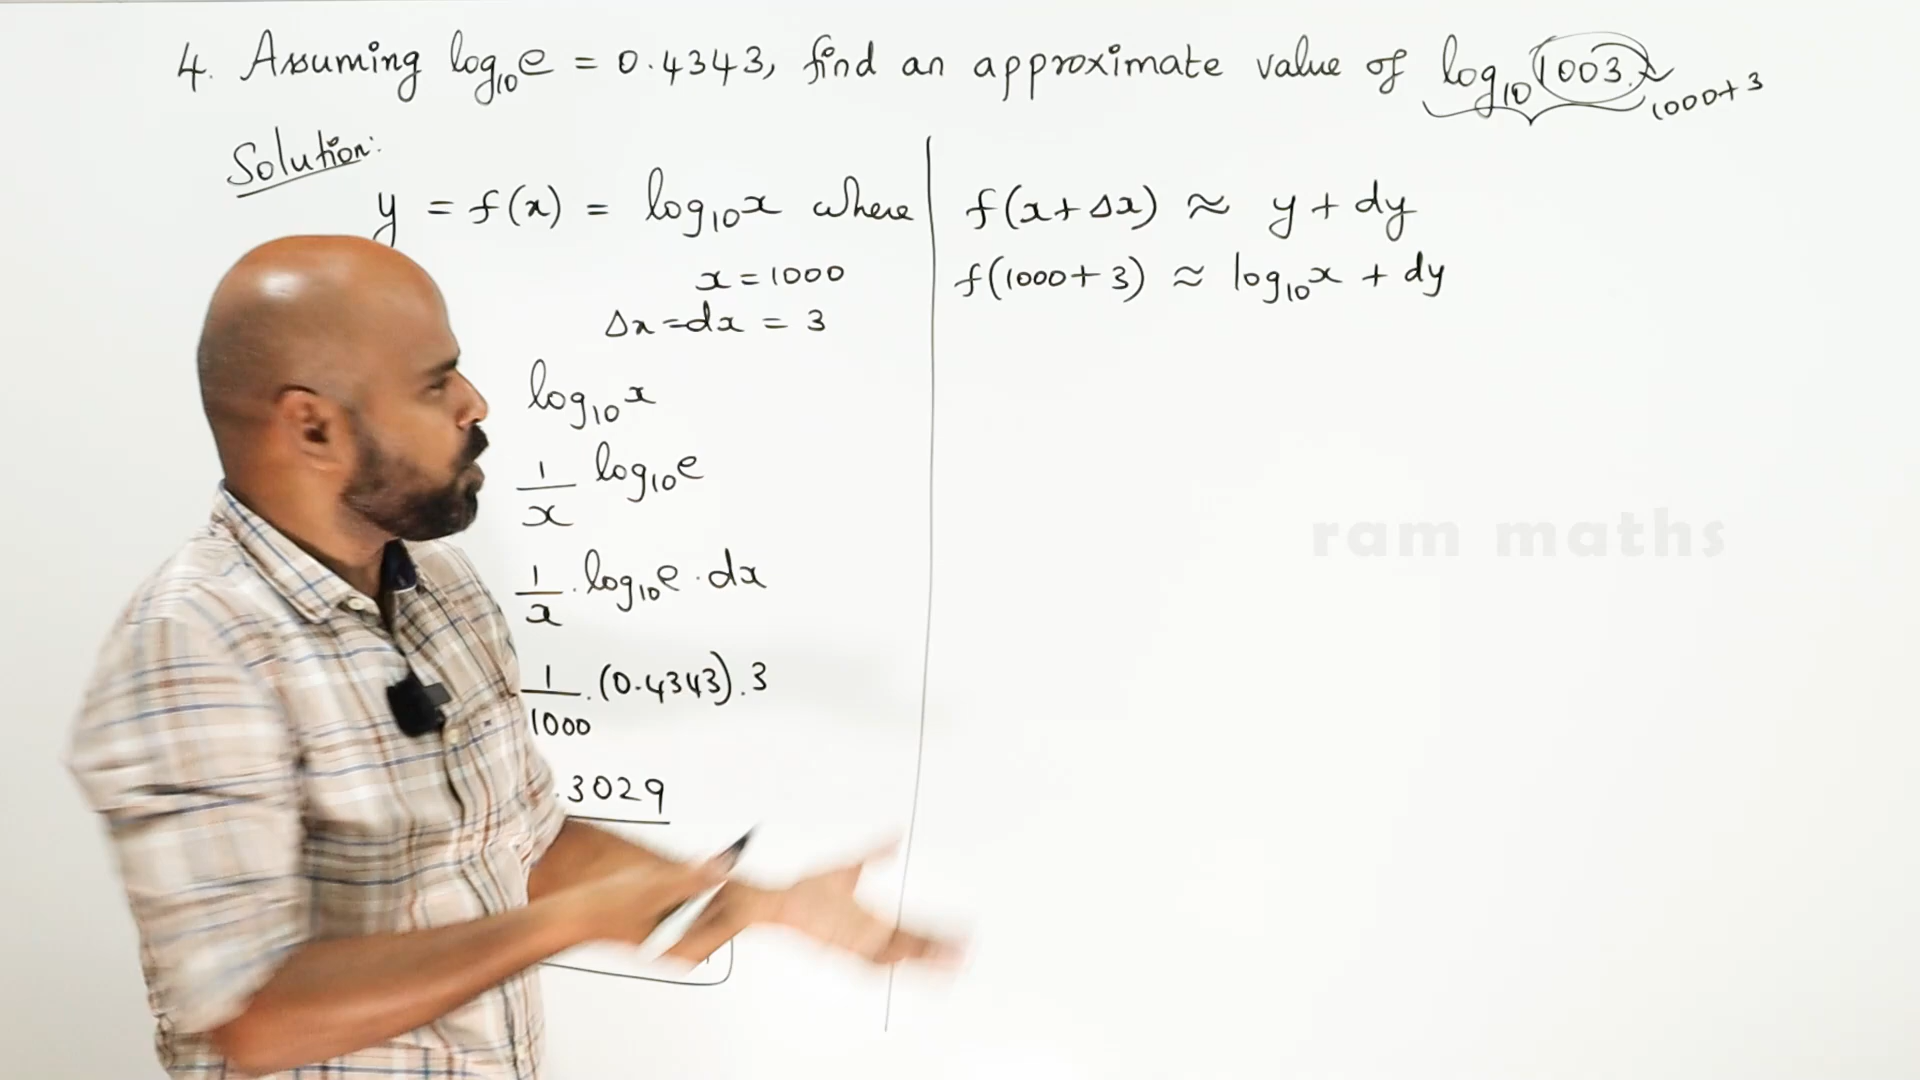 4. Assuming log₁₀e = 0.4343, find an approximate value of log₁₀1003.
1000+3
Solution:
y = f(x) = log₁₀x where
x = 1000
Δx = dx = 3
log₁₀x
1/x log₁₀e
1/x . log₁₀e . dx
1/1000 . (0.4343) . 3
.3029
f(x+Δx) ≈ y + dy
f(1000+3) ≈ log₁₀x + dy
ram maths